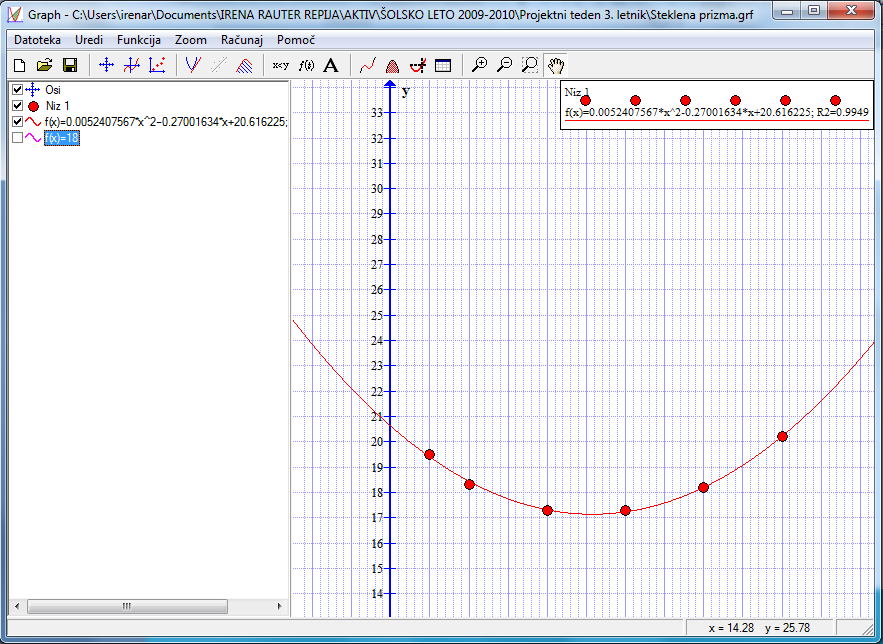 Graph - C:\Users\irenar\Documents\IRENA RAUTER REPIJA\AKTIV\ŠOLSKO LETO 2009-2010\Projektni teden 3. letnik\Steklena prizma.grf
Datoteka Uredi Funkcija Zoom Računaj Pomoč
x<y f(x) A
Osi
Niz 1
f(x)=0.0052407567*x^2-0.27001634*x+20.616225;
f(x)=18
y
Niz 1
f(x)=0.0052407567*x^2-0.27001634*x+20.616225; R2=0.9949
33
32
31
30
29
28
27
26
25
24
23
22
21
20
19
18
17
16
15
14
x = 14.28 y = 25.78